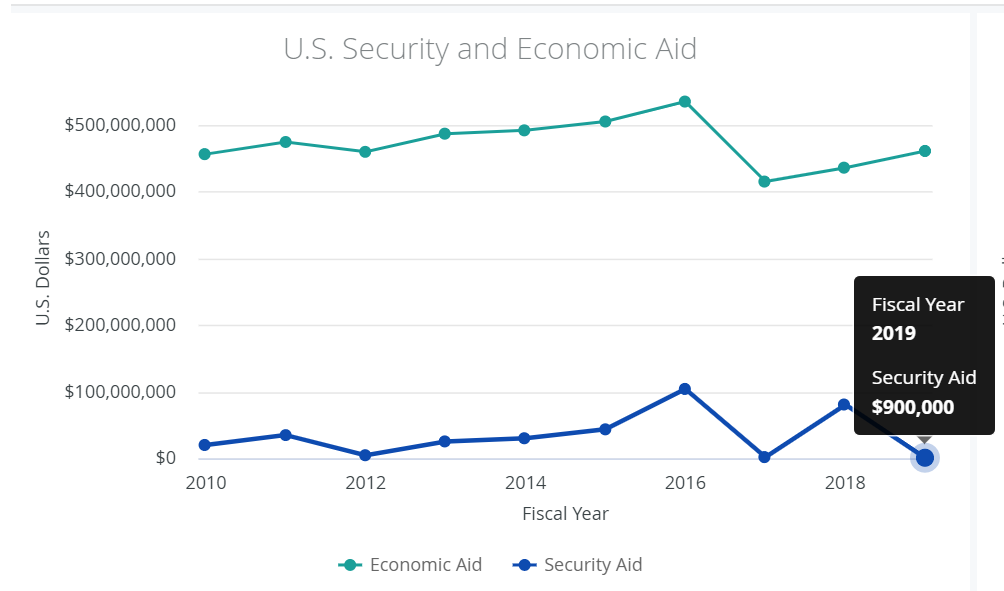 U.S. Security and Economic Aid
$500,000,000
$400,000,000
$300,000,000
$200,000,000
$100,000,000
$0
U.S. Dollars
Fiscal Year
2019
Security Aid
$900,000
2010 2012 2014 2016 2018
Fiscal Year
Economic Aid Security Aid